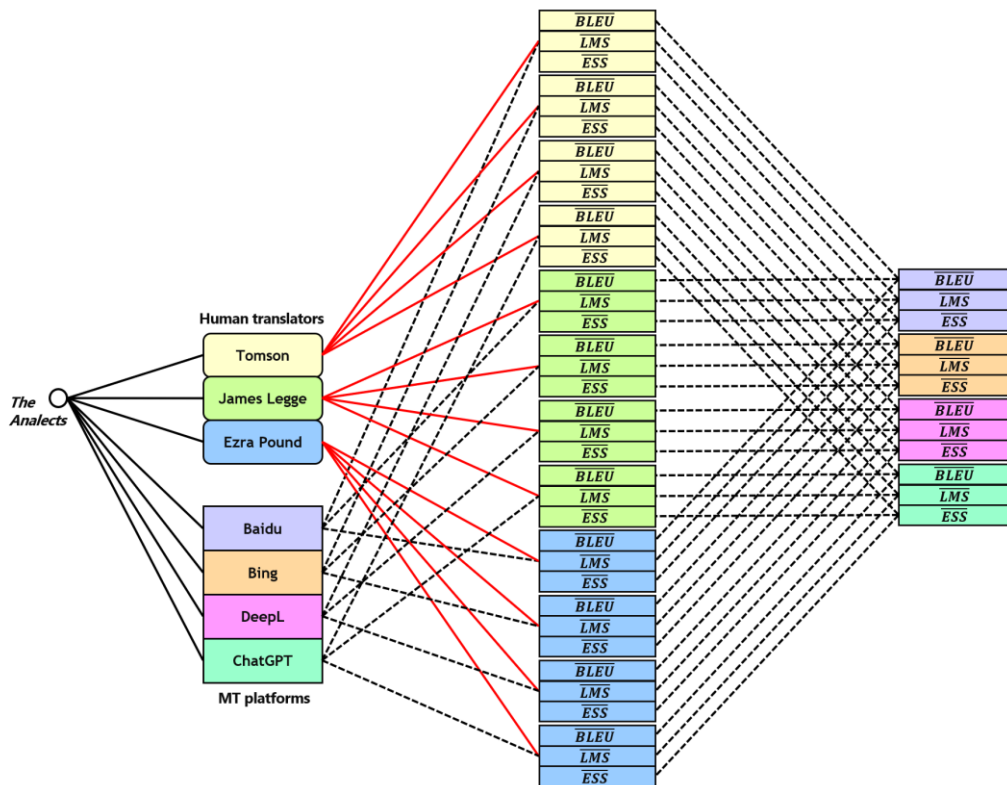 The
Analects
Human translators
Tomson
James Legge
Ezra Pound
Baidu
Bing
DeepL
ChatGPT
MT platforms
BLEU
LMS
ESS
BLEU
LMS
ESS
BLEU
LMS
ESS
BLEU
LMS
ESS
BLEU
LMS
ESS
BLEU
LMS
ESS
BLEU
LMS
ESS
BLEU
LMS
ESS
BLEU
LMS
ESS
BLEU
LMS
ESS
BLEU
LMS
ESS
BLEU
LMS
ESS
BLEU
LMS
ESS
BLEU
LMS
ESS
BLEU
LMS
ESS
BLEU
LMS
ESS